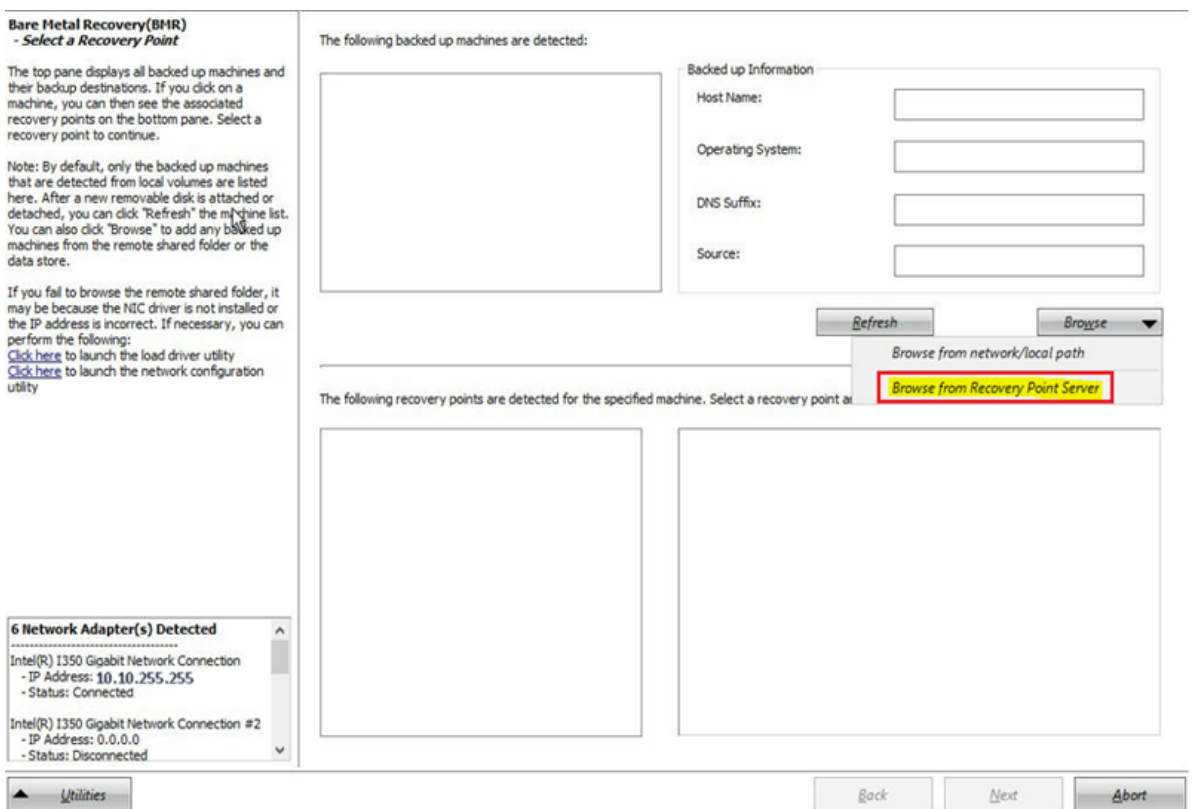 Bare Metal Recovery(BMR)
- Select a Recovery Point
The top pane displays all backed up machines and
their backup destinations. If you click on a
machine, you can then see the associated
recovery points on the bottom pane. Select a
recovery point to continue.
Note: By default, only the backed up machines
that are detected from local volumes are listed
here. After a new removable disk is attached or
detached, you can click "Refresh" the machine list.
You can also click "Browse" to add any backed up
machines from the remote shared folder or the
data store.
If you fail to browse the remote shared folder, it
may be because the NIC driver is not installed or
the IP address is incorrect. If necessary, you can
perform the following:
Click here to launch the load driver utility
Click here to launch the network configuration
utility
6 Network Adapter(s) Detected
Intel(R) I350 Gigabit Network Connection
- IP Address: 10.10.255.255
- Status: Connected
Intel(R) I350 Gigabit Network Connection #2
- IP Address: 0.0.0.0
- Status: Disconnected
The following backed up machines are detected:
Backed up Information
Host Name:
Operating System:
DNS Suffix:
Source:
Refresh
Browse
Browse from network/local path
Browse from Recovery Point Server
The following recovery points are detected for the specified machine. Select a recovery point
Utilities
Back
Next
Abort